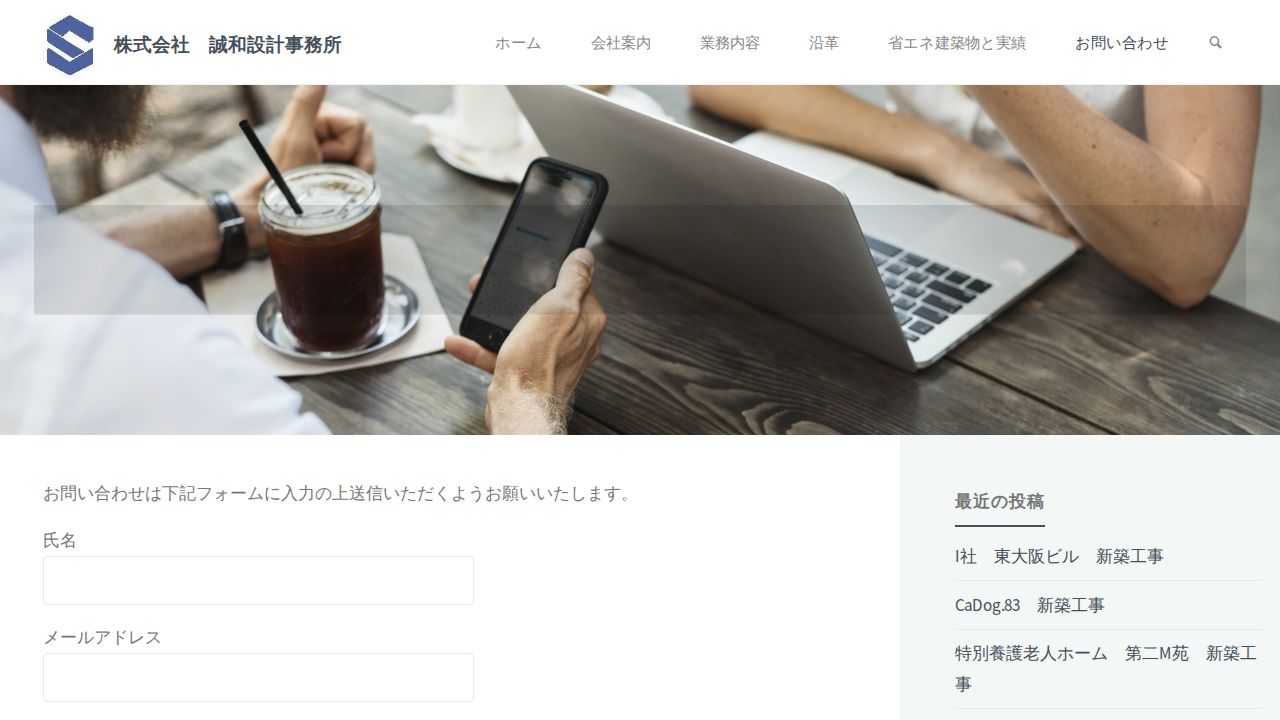 株式会社　誠和設計事務所
ホーム
会社案内
業務内容
沿革
省エネ建築物と実績
お問い合わせ
お問い合わせは下記フォームに入力の上送信いただくようお願いいたします。
氏名
メールアドレス
最近の投稿
I社　東大阪ビル　新築工事
CaDog.83　新築工事
特別養護老人ホーム　第二M苑　新築工
事